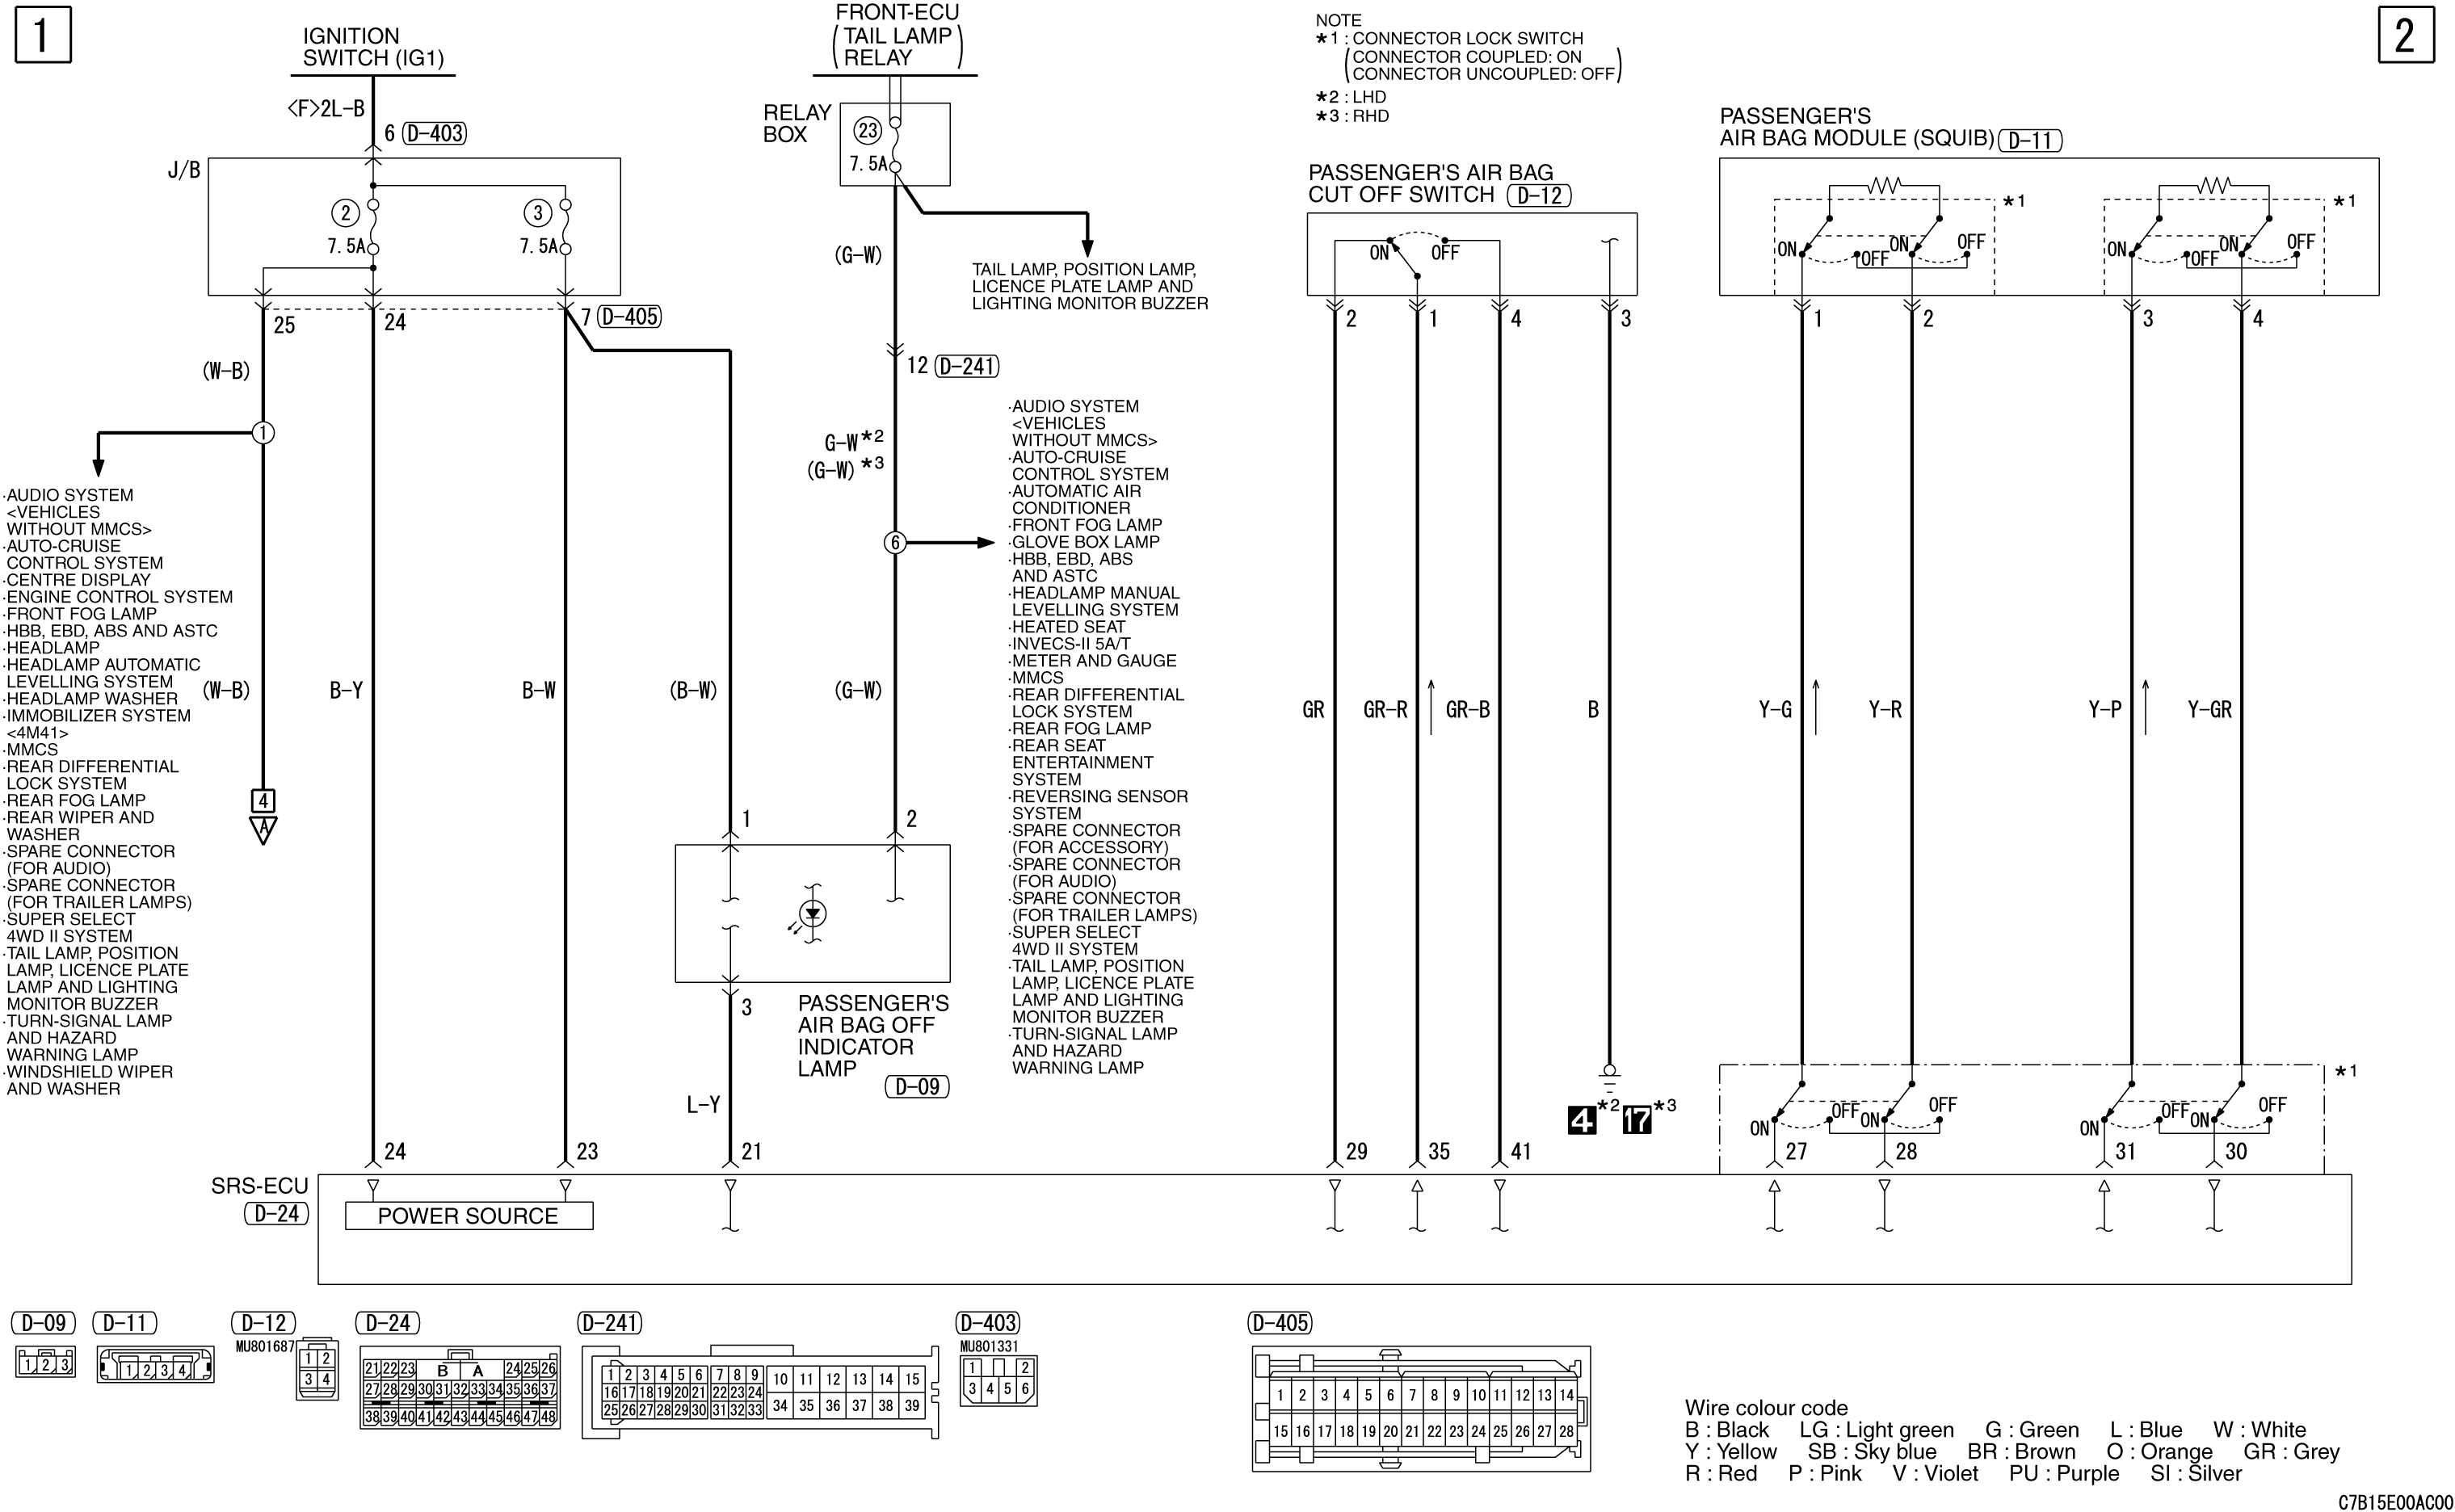 1
IGNITION
SWITCH (IG1)
<F>2L-B
6 D-403
J/B
2
7. 5A
3
7. 5A
25
24
7 D-405
(W-B)
1
·AUDIO SYSTEM
<VEHICLES
WITHOUT MMCS>
·AUTO-CRUISE
CONTROL SYSTEM
·CENTRE DISPLAY
·ENGINE CONTROL SYSTEM
·FRONT FOG LAMP
·HBB, EBD, ABS AND ASTC
·HEADLAMP
·HEADLAMP AUTOMATIC
LEVELLING SYSTEM
·HEADLAMP WASHER
·IMMOBILIZER SYSTEM
<4M41>
·MMCS
·REAR DIFFERENTIAL
LOCK SYSTEM
·REAR FOG LAMP
·REAR WIPER AND
WASHER
·SPARE CONNECTOR
(FOR AUDIO)
·SPARE CONNECTOR
(FOR TRAILER LAMPS)
·SUPER SELECT
4WD II SYSTEM
·TAIL LAMP, POSITION
LAMP, LICENCE PLATE
LAMP AND LIGHTING
MONITOR BUZZER
·TURN-SIGNAL LAMP
AND HAZARD
WARNING LAMP
·WINDSHIELD WIPER
AND WASHER
(W-B)
4
A
B-Y
B-W
(B-W)
FRONT-ECU
(TAIL LAMP
RELAY)
RELAY
BOX
23
7. 5A
(G-W)
TAIL LAMP, POSITION LAMP,
LICENCE PLATE LAMP AND
LIGHTING MONITOR BUZZER
12 D-241
G-W*2
(G-W)*3
6
·AUDIO SYSTEM
<VEHICLES
WITHOUT MMCS>
·AUTO-CRUISE
CONTROL SYSTEM
·AUTOMATIC AIR
CONDITIONER
·FRONT FOG LAMP
·GLOVE BOX LAMP
·HBB, EBD, ABS
AND ASTC
·HEADLAMP MANUAL
LEVELLING SYSTEM
·HEATED SEAT
·INVECS-II 5A/T
·METER AND GAUGE
·MMCS
·REAR DIFFERENTIAL
LOCK SYSTEM
·REAR FOG LAMP
·REAR SEAT
ENTERTAINMENT
SYSTEM
·REVERSING SENSOR
SYSTEM
·SPARE CONNECTOR
(FOR ACCESSORY)
·SPARE CONNECTOR
(FOR AUDIO)
·SPARE CONNECTOR
(FOR TRAILER LAMPS)
·SUPER SELECT
4WD II SYSTEM
·TAIL LAMP, POSITION
LAMP, LICENCE PLATE
LAMP AND LIGHTING
MONITOR BUZZER
·TURN-SIGNAL LAMP
AND HAZARD
WARNING LAMP
(G-W)
1
2
3
PASSENGER'S
AIR BAG OFF
INDICATOR
LAMP
D-09
L-Y
24
23
21
SRS-ECU
D-24
POWER SOURCE
NOTE
*1 : CONNECTOR LOCK SWITCH
(CONNECTOR COUPLED: ON
CONNECTOR UNCOUPLED: OFF)
*2 : LHD
*3 : RHD
2
PASSENGER'S AIR BAG
CUT OFF SWITCH D-12
ON
OFF
2
1
4
3
GR
GR-R
GR-B
B
4*2 17*3
29
35
41
PASSENGER'S
AIR BAG MODULE (SQUIB) D-11
*1
*1
ON OFF ON OFF
ON OFF ON OFF
1
2
3
4
Y-G
Y-R
Y-P
Y-GR
*1
ON OFF ON OFF
ON OFF ON OFF
27
28
31
30
D-09
1 2 3
D-11
1 2 3 4
D-12
MU801687
1 2
3 4
D-24
21 22 23 B A 24 25 26
27 28 29 30 31 32 33 34 35 36 37
38 39 40 41 42 43 44 45 46 47 48
D-241
1 2 3 4 5 6 7 8 9 10 11 12 13 14 15
16 17 18 19 20 21 22 23 24
25 26 27 28 29 30 31 32 33 34 35 36 37 38 39
D-403
MU801331
1 2
3 4 5 6
D-405
1 2 3 4 5 6 7 8 9 10 11 12 13 14
15 16 17 18 19 20 21 22 23 24 25 26 27 28
Wire colour code
B : Black LG : Light green G : Green L : Blue W : White
Y : Yellow SB : Sky blue BR : Brown O : Orange GR : Grey
R : Red P : Pink V : Violet PU : Purple SI : Silver
C7B15E00AC00